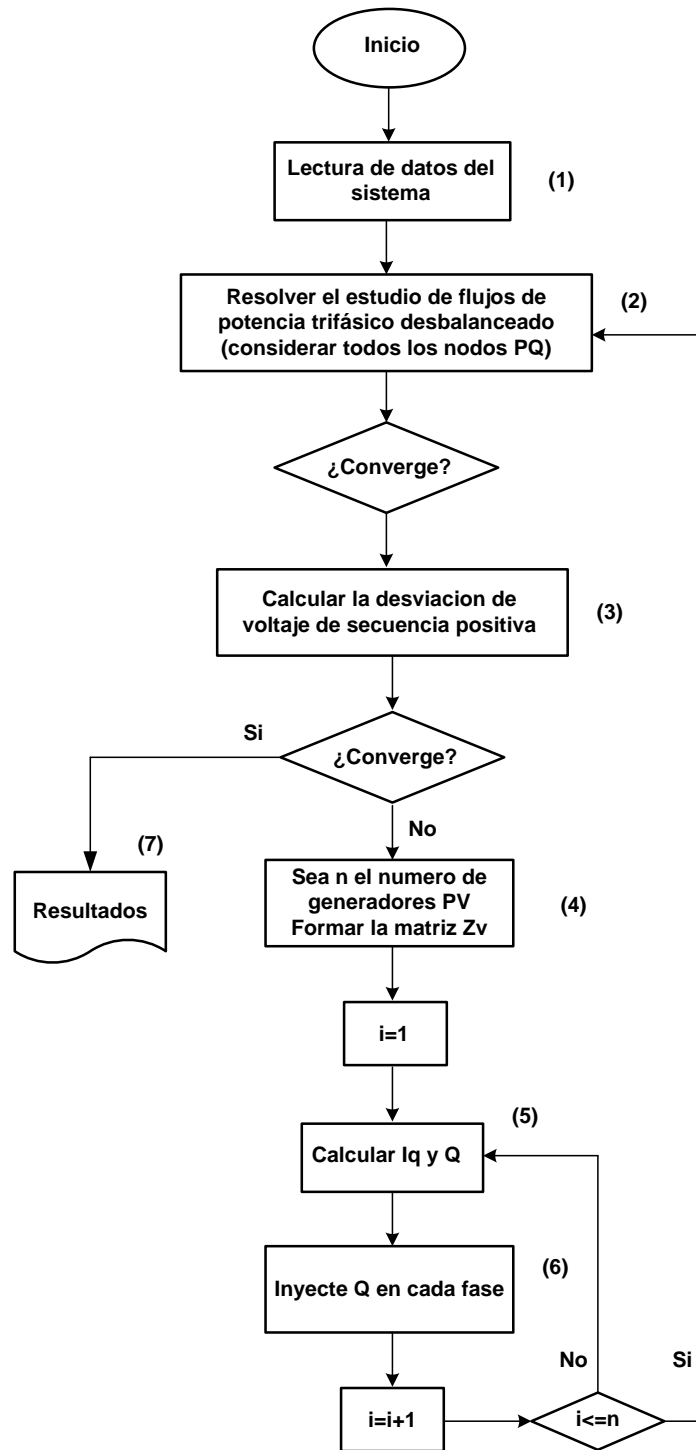 Inicio
Lectura de datos del
sistema
(1)
Resolver el estudio de flujos de
potencia trifásico desbalanceado
(considerar todos los nodos PQ)
(2)
¿Converge?
Calcular la desviacion de
voltaje de secuencia positiva
(3)
Si
¿Converge?
No
(7)
Resultados
Sea n el numero de
generadores PV
Formar la matriz Zv
(4)
i=1
(5)
Calcular Iq y Q
(6)
Inyecte Q en cada fase
No
Si
i=i+1
i<=n